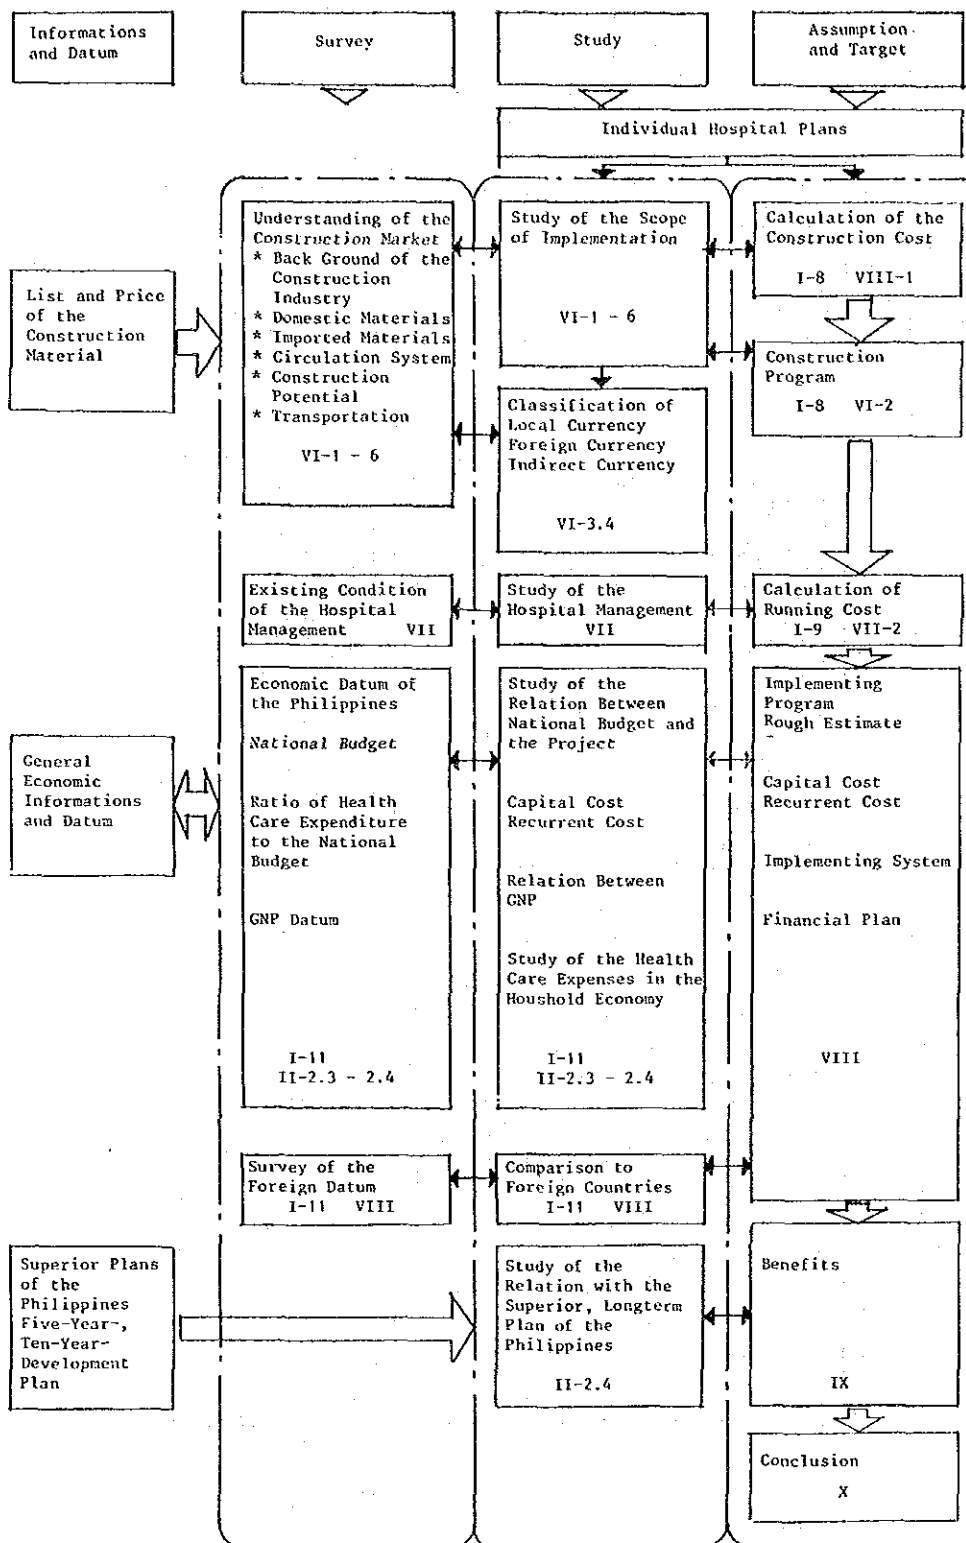 Informations
and Datum
Survey
Study
Assumption
and Target
Individual Hospital Plans
List and Price
of the
Construction
Material
Understanding of the
Construction Market
* Back Ground of the
Construction
Industry
* Domestic Materials
* Imported Materials
* Circulation System
* Construction
Potential
* Transportation
VI-1 - 6
Study of the Scope
of Implementation
VI-1 - 6
Classification of
Local Currency
Foreign Currency
Indirect Currency
VI-3.4
Calculation of the
Construction Cost
I-8 VIII-1
Construction
Program
I-8 VI-2
Existing Condition
of the Hospital
Management VII
Study of the
Hospital Management
VII
Calculation of
Running Cost
I-9 VII-2
General
Economic
Informations
and Datum
Economic Datum of
the Philippines
National Budget
Ratio of Health
Care Expenditure
to the National
Budget
GNP Datum
I-11
II-2.3 - 2.4
Study of the
Relation Between
National Budget and
the Project
Capital Cost
Recurrent Cost
Relation Between
GNP
Study of the Health
Care Expenses in the
Houshold Economy
I-11
II-2.3 - 2.4
Implementing
Program
Rough Estimate
Capital Cost
Recurrent Cost
Implementing System
Financial Plan
VIII
Survey of the
Foreign Datum
I-11 VIII
Comparison to
Foreign Countries
I-11 VIII
Superior Plans
of the
Philippines
Five-Year-,
Ten-Year-
Development
Plan
Study of the
Relation with the
Superior, Longterm
Plan of the
Philippines
II-2.4
Benefits
IX
Conclusion
X